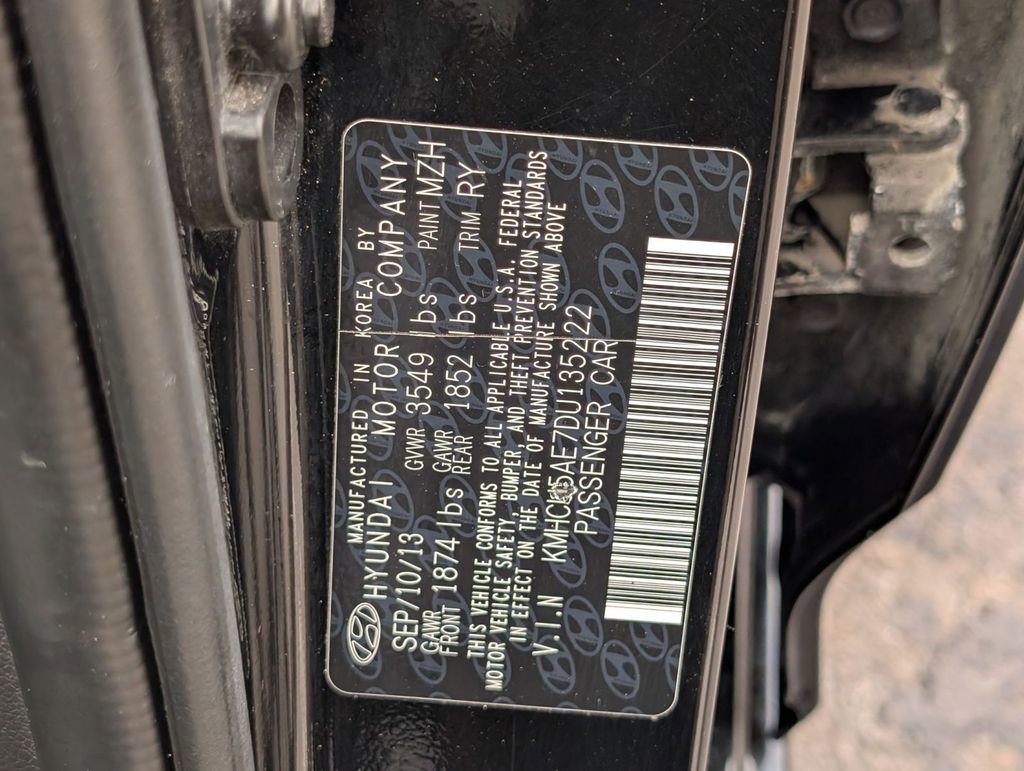 MANUFACTURED IN KOREA BY
HYUNDAI MOTOR COMPANY
SEP/10/13 GVWR 3549 lbs PAINT MZH
GAWR FRONT 1874 lbs GAWR REAR 1852 lbs TRIM RY
THIS VEHICLE CONFORMS TO ALL APPLICABLE U.S.A. FEDERAL
MOTOR VEHICLE SAFETY, BUMPER, AND THEFT PREVENTION STANDARDS
IN EFFECT ON THE DATE OF MANUFACTURE SHOWN ABOVE
V.I.N KMHCU5AE7DU135222
PASSENGER CAR